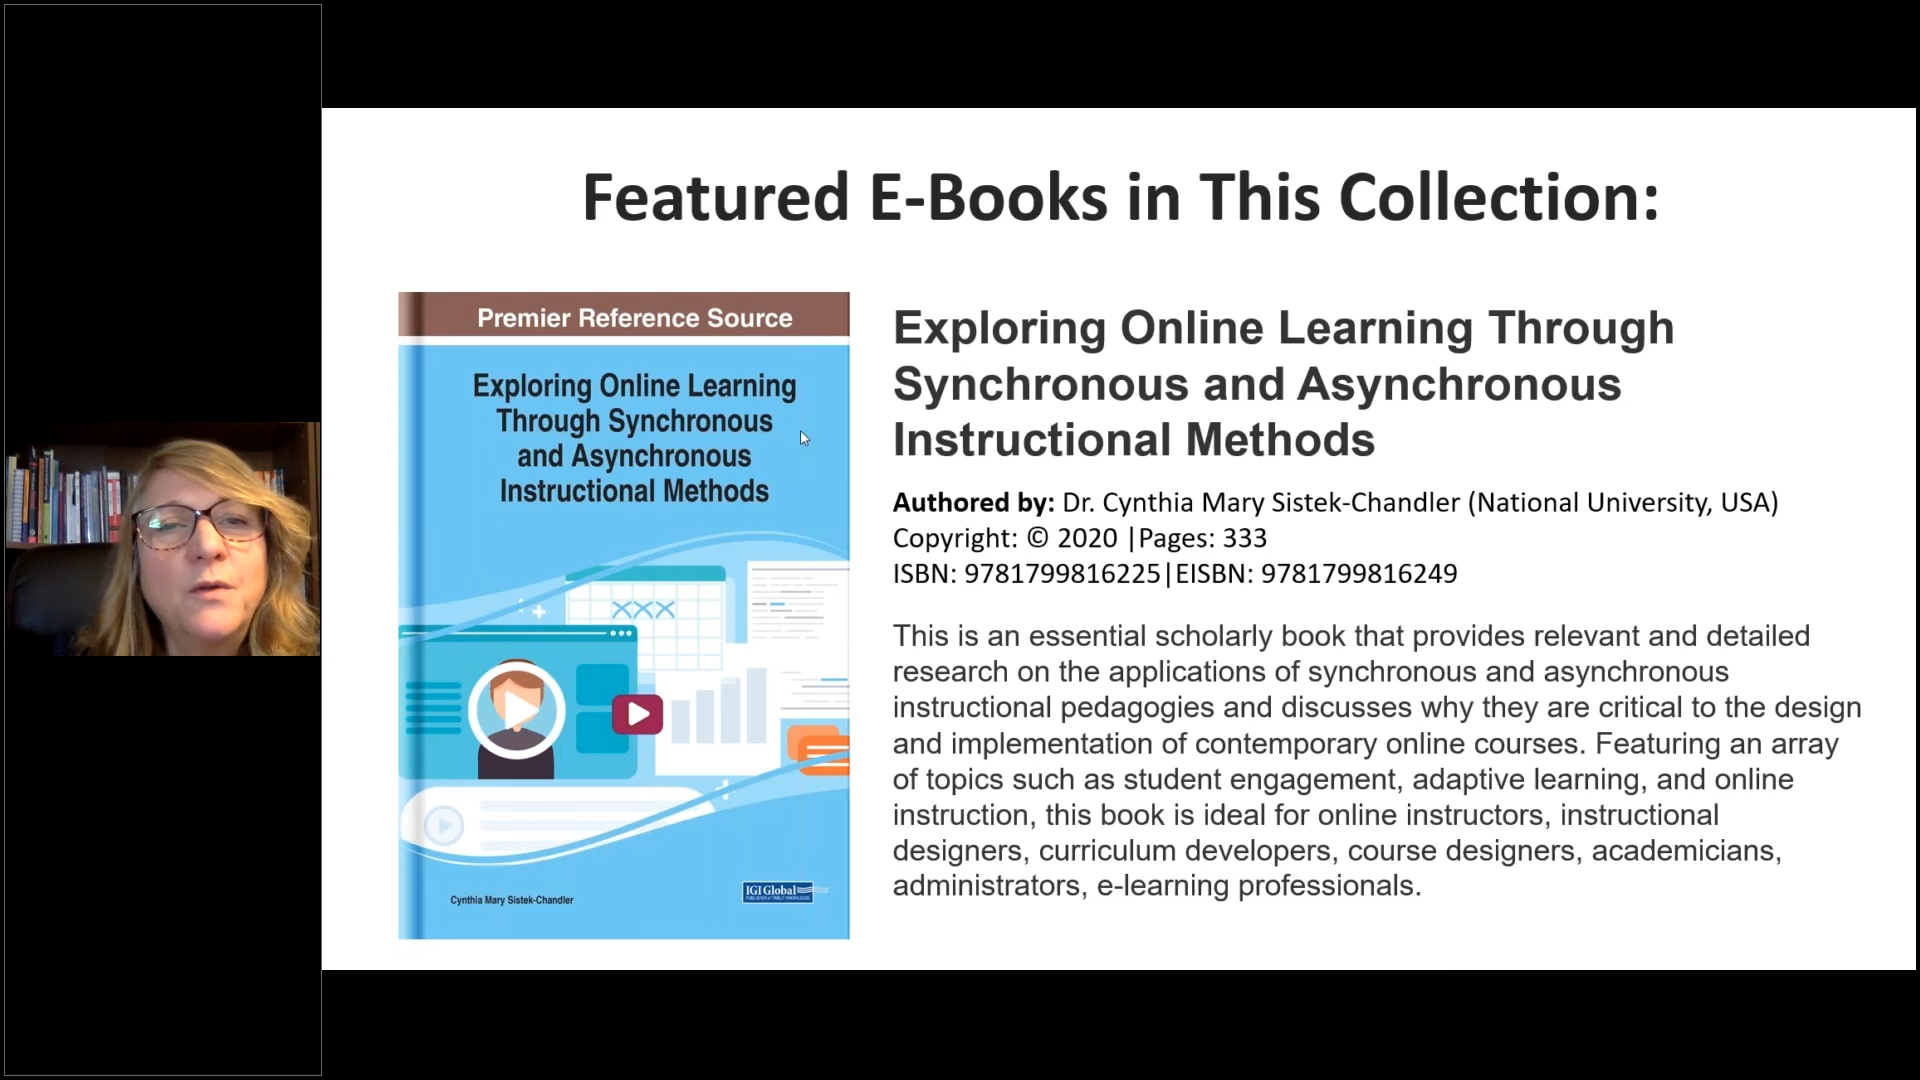 Featured E-Books in This Collection:
Premier Reference Source
Exploring Online Learning
Through Synchronous
and Asynchronous
Instructional Methods
Cynthia Mary Sistek-Chandler
IGI Global
Exploring Online Learning Through
Synchronous and Asynchronous
Instructional Methods
Authored by: Dr. Cynthia Mary Sistek-Chandler (National University, USA)
Copyright: © 2020 |Pages: 333
ISBN: 9781799816225|EISBN: 9781799816249
This is an essential scholarly book that provides relevant and detailed
research on the applications of synchronous and asynchronous
instructional pedagogies and discusses why they are critical to the design
and implementation of contemporary online courses. Featuring an array
of topics such as student engagement, adaptive learning, and online
instruction, this book is ideal for online instructors, instructional
designers, curriculum developers, course designers, academicians,
administrators, e-learning professionals.